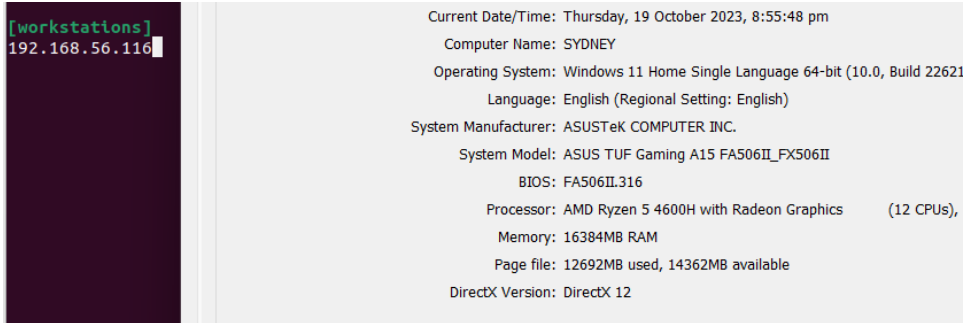 [workstations]
192.168.56.116
Current Date/Time: Thursday, 19 October 2023, 8:55:48 pm
Computer Name: SYDNEY
Operating System: Windows 11 Home Single Language 64-bit (10.0, Build 22621
Language: English (Regional Setting: English)
System Manufacturer: ASUSTeK COMPUTER INC.
System Model: ASUS TUF Gaming A15 FA506II_FX506II
BIOS: FA506II.316
Processor: AMD Ryzen 5 4600H with Radeon Graphics (12 CPUs),
Memory: 16384MB RAM
Page file: 12692MB used, 14362MB available
DirectX Version: DirectX 12